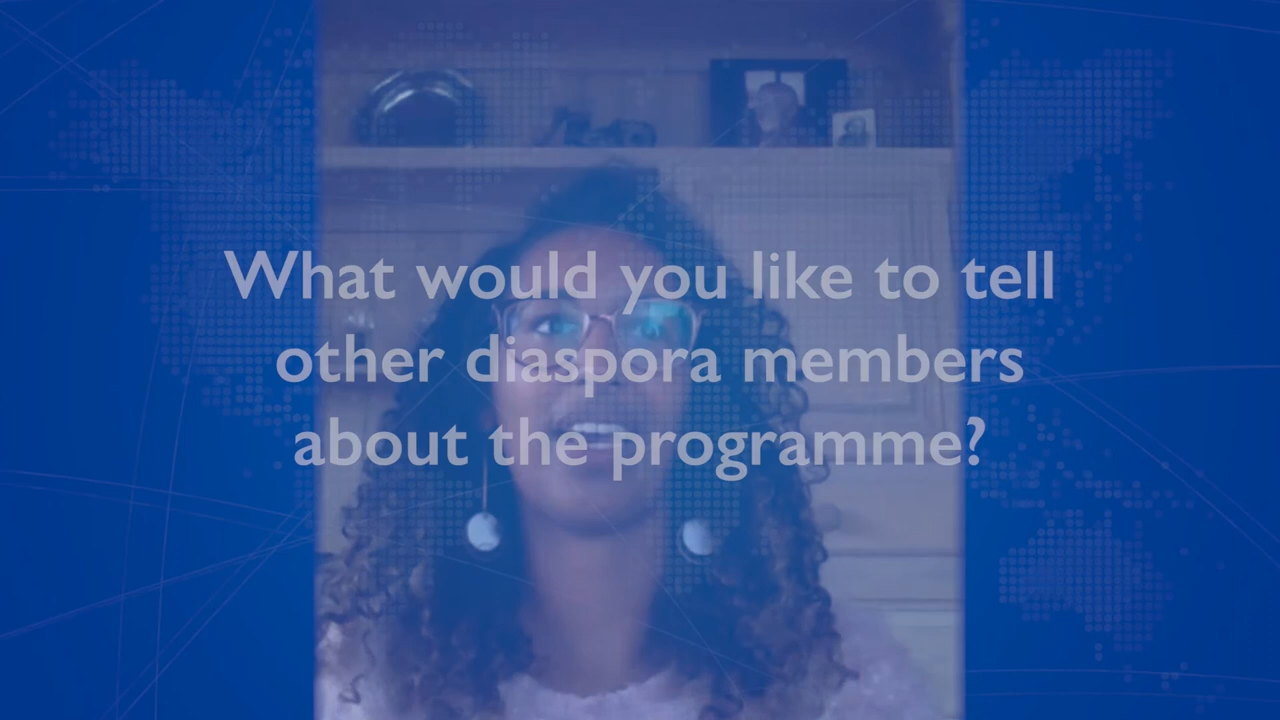 What would you like to tell
other diaspora members
about the programme?